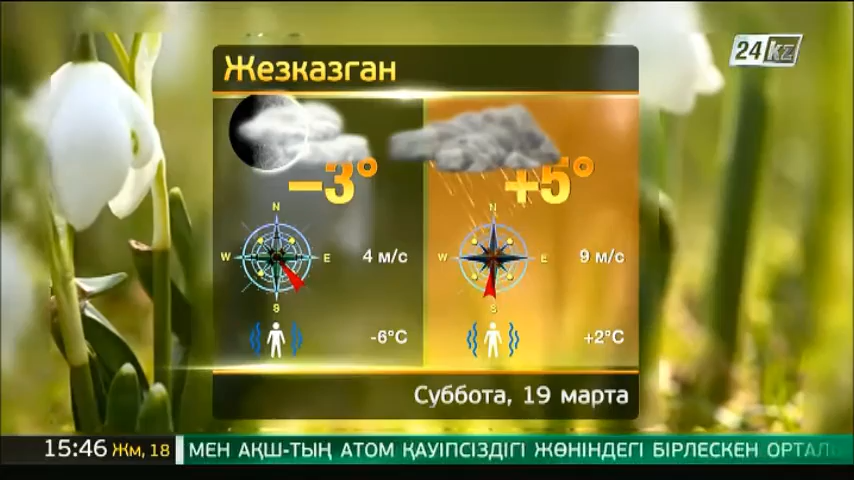 24 kz
Жезказган
–3° +5°
N N
W E 4 м/с W E 9 м/с
S S
-6°C +2°C
Суббота, 19 марта
15:46 Жм, 18 МЕН АҚШ-ТЫҢ АТОМ ҚАУІПСІЗДІГІ ЖӨНІНДЕГІ БІРЛЕСКЕН ОРТАЛ